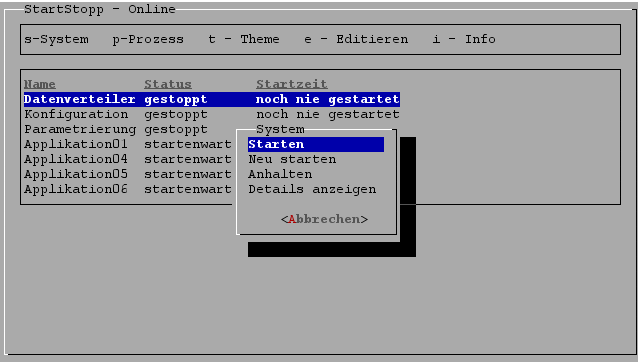 StartStopp - Online
s-System p-Prozess t - Theme e - Editieren i - Info
Name Status Startzeit
Datenverteiler gestoppt noch nie gestartet
Konfiguration gestoppt noch nie gestartet
Parametrierung gestoppt System
Applikation01 startenwart
Applikation04 startenwart
Applikation05 startenwart
Applikation06 startenwart
Starten
Neu starten
Anhalten
Details anzeigen
<Abbrechen>